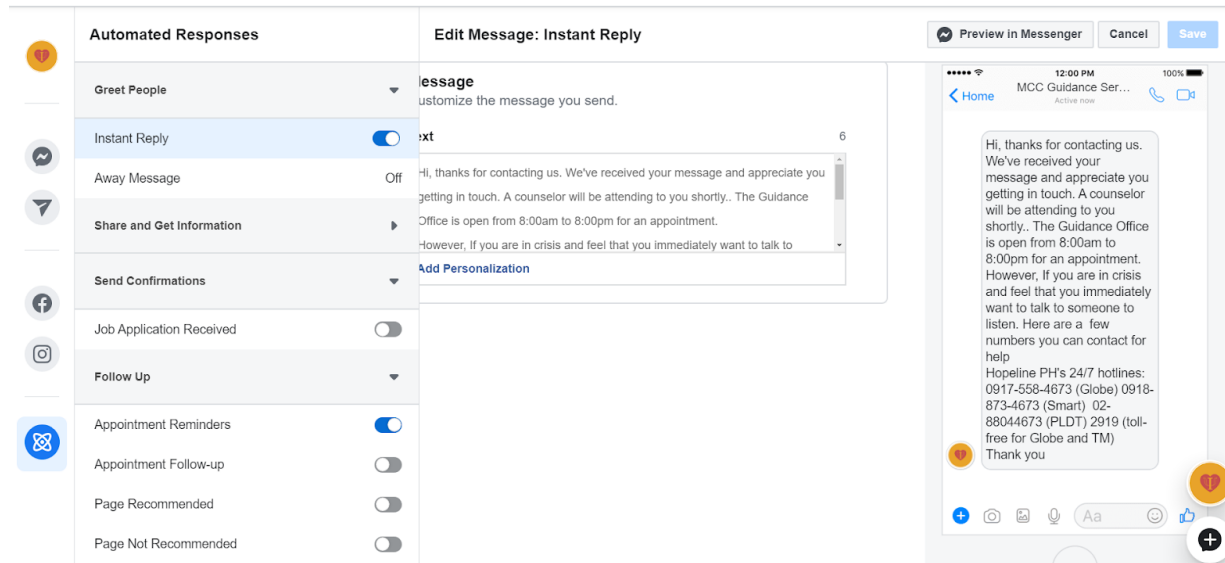 Automated Responses
Greet People
Instant Reply
Away Message Off
Share and Get Information
Send Confirmations
Job Application Received
Follow Up
Appointment Reminders
Appointment Follow-up
Page Recommended
Page Not Recommended
Edit Message: Instant Reply
Preview in Messenger
Cancel
Save
essage
ustomize the message you send.
ext 6
Hi, thanks for contacting us. We've received your message and appreciate you
getting in touch. A counselor will be attending to you shortly.. The Guidance
Office is open from 8:00am to 8:00pm for an appointment.
However, If you are in crisis and feel that you immediately want to talk to
Add Personalization
12:00 PM 100%
Home
MCC Guidance Ser...
Active now
Hi, thanks for contacting us.
We've received your
message and appreciate you
getting in touch. A counselor
will be attending to you
shortly.. The Guidance Office
is open from 8:00am to
8:00pm for an appointment.
However, If you are in crisis
and feel that you immediately
want to talk to someone to
listen. Here are a few
numbers you can contact for
help
Hopeline PH's 24/7 hotlines:
0917-558-4673 (Globe) 0918-
873-4673 (Smart) 02-
88044673 (PLDT) 2919 (toll-
free for Globe and TM)
Thank you
Aa